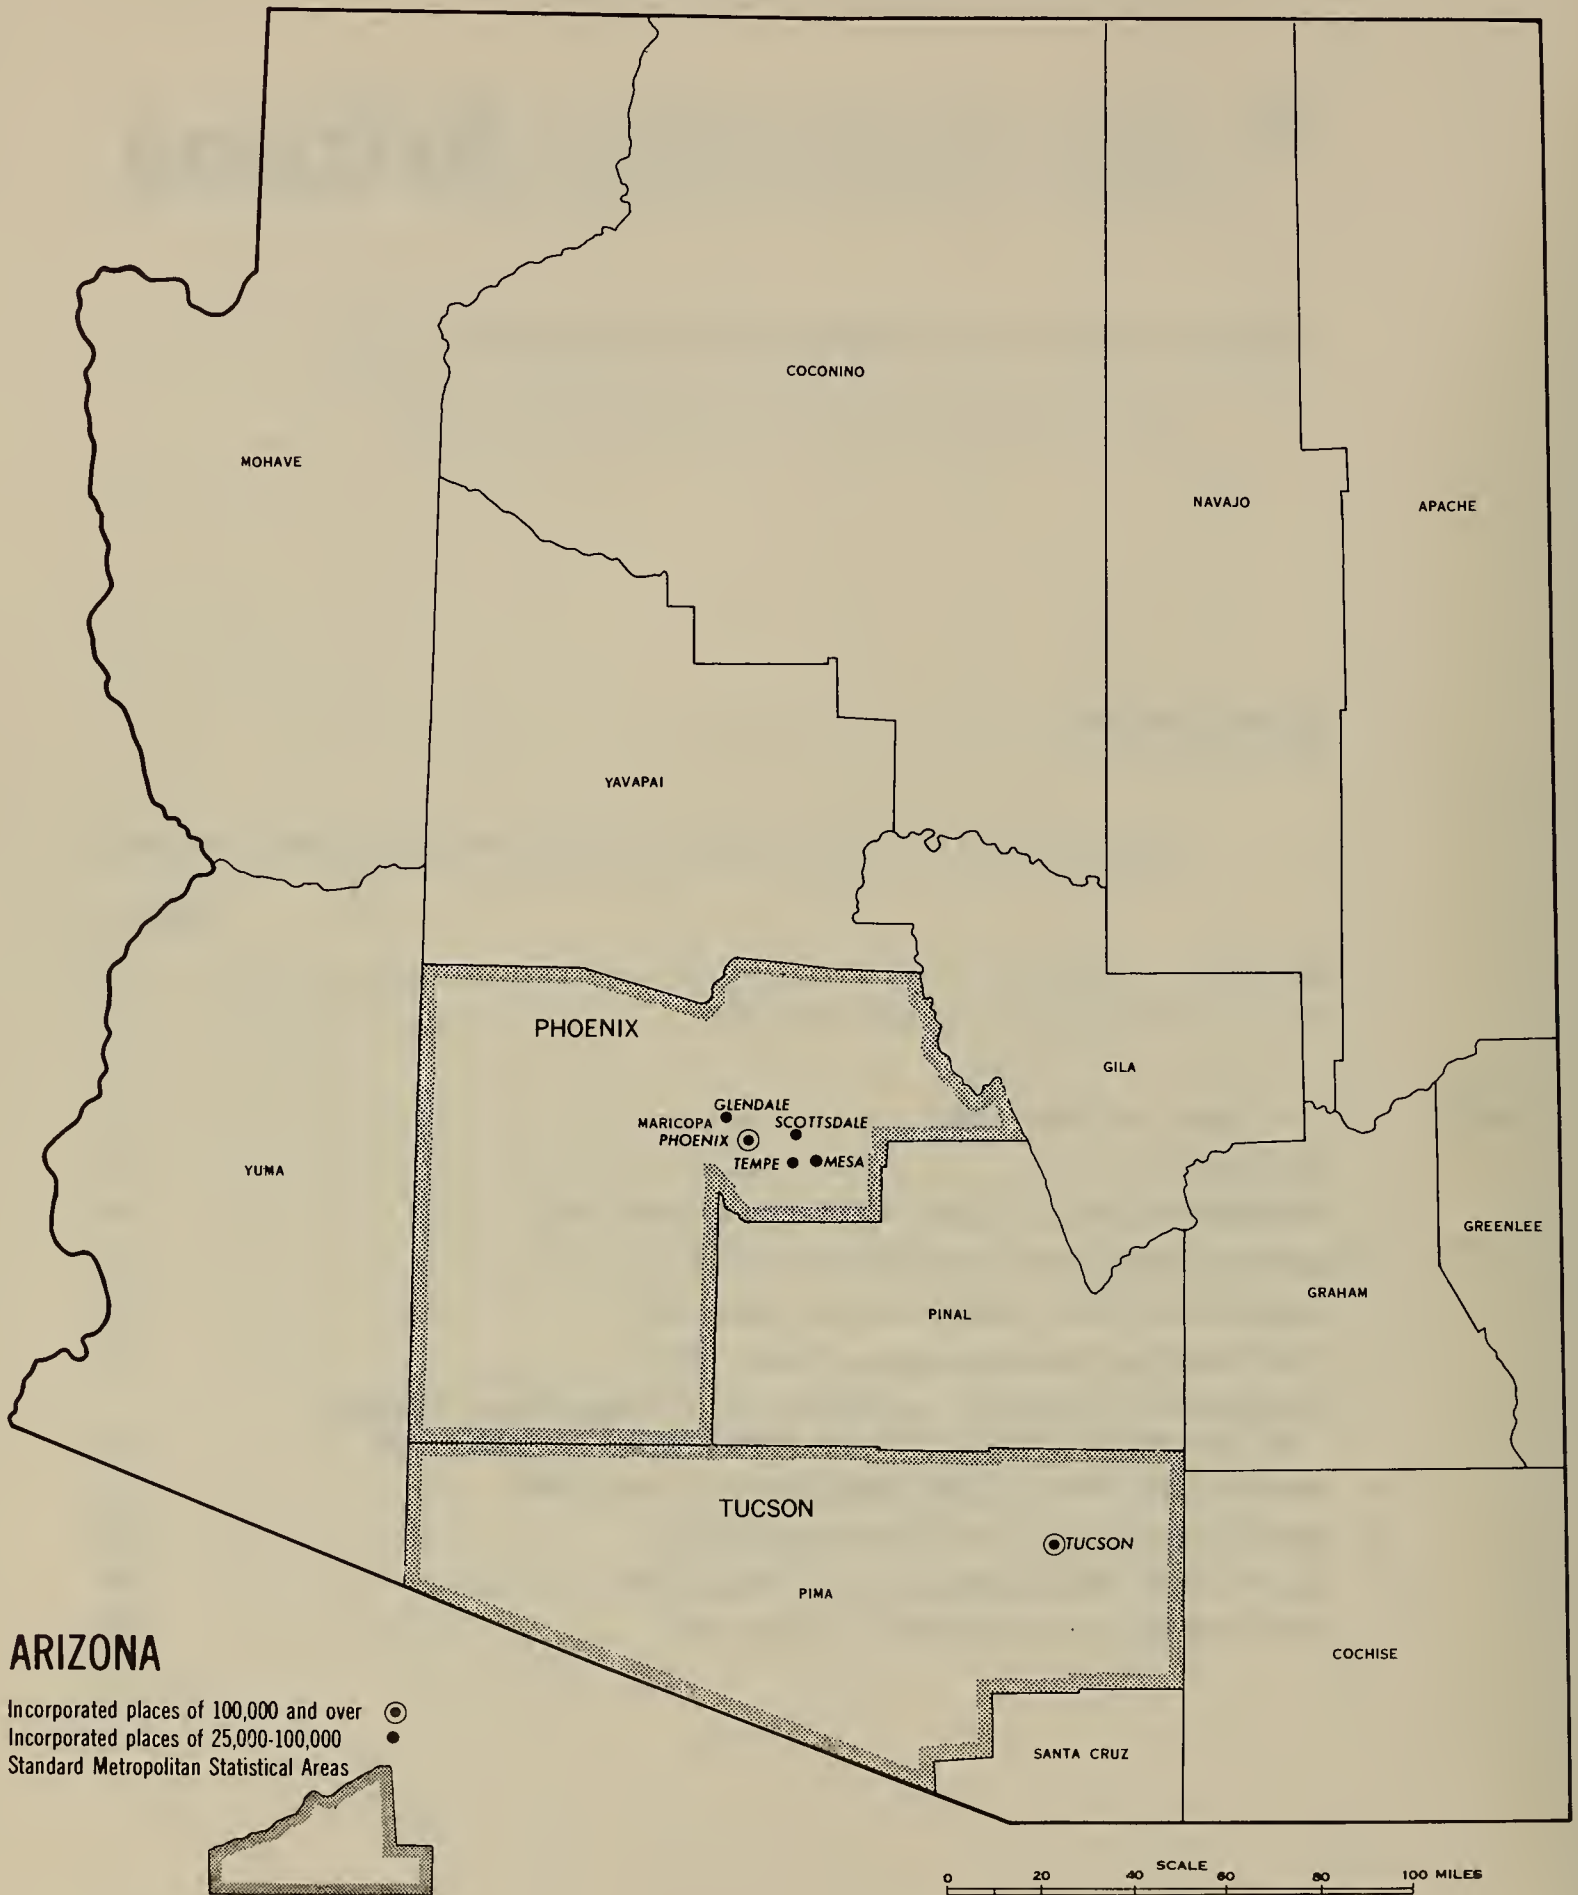 COCONINO
MOHAVE
NAVAJO
APACHE
YAVAPAI
PHOENIX
GILA
GLENDALE
MARICOPA
SCOTTSDALE
PHOENIX
TEMPE
MESA
YUMA
GREENLEE
GRAHAM
PINAL
TUCSON
TUCSON
PIMA
COCHISE
SANTA CRUZ
ARIZONA
Incorporated places of 100,000 and over
Incorporated places of 25,000-100,000
Standard Metropolitan Statistical Areas
SCALE
0 20 40 60 80 100 MILES